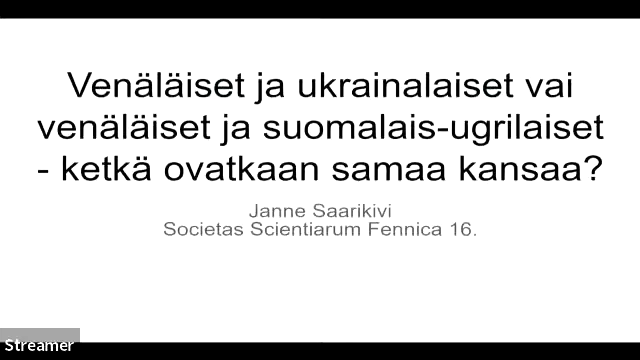 Venäläiset ja ukrainalaiset vai
venäläiset ja suomalais-ugrilaiset
- ketkä ovatkaan samaa kansaa?
Janne Saarikivi
Societas Scientiarum Fennica 16.
Streamer